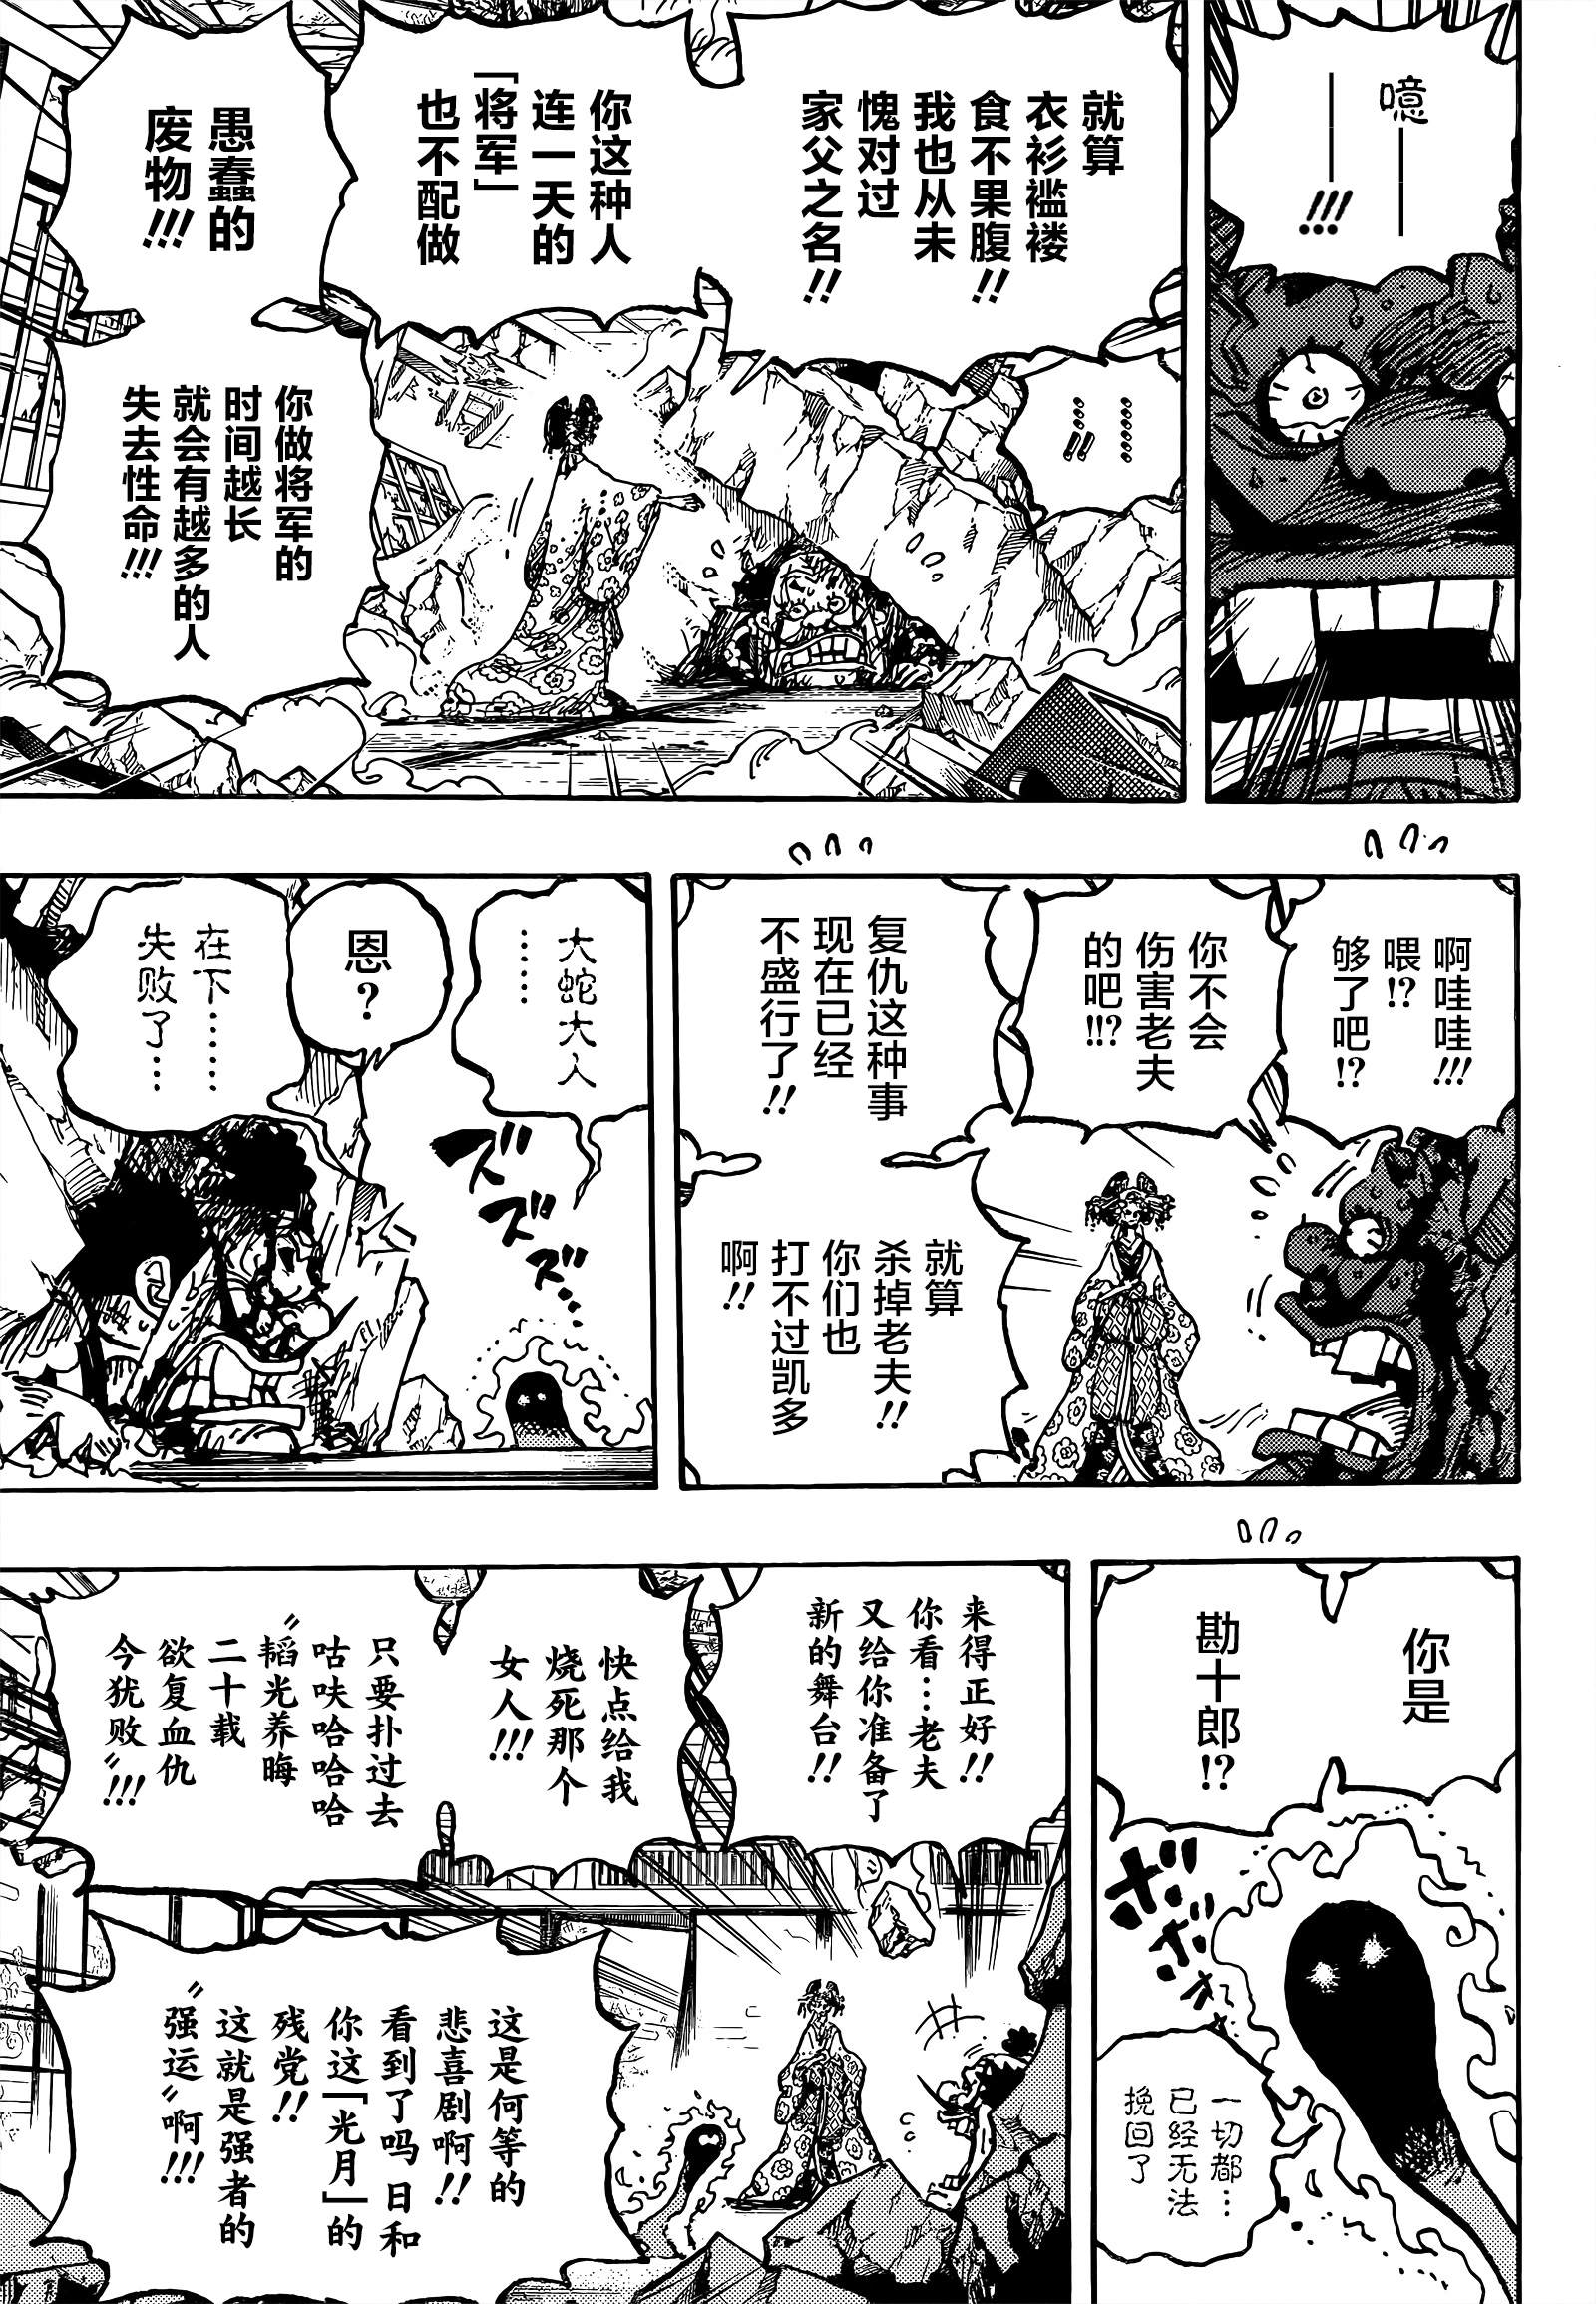 噫——
———!!!
……
…!!
就算
衣衫褴褛
食不果腹!!
我也从未
愧对过
家父之名!!
你这种人
连一天的
「将军」
也不配做
愚蠢的
废物!!!
你做将军的
时间越长
就会有越多的人
失去性命!!!
啊哇哇!!!
喂!?
够了吧!?
你不会
伤害老夫
的吧!!?
复仇这种事
现在已经
不盛行了!!
就算
杀掉老夫!!
你们也
打不过凯多
啊!!
大蛇大人
……
恩?
在下……
失败了…
ズズ
ズズ…
你是
勘十郎!?
ボボ
ボボォ
一切都…
已经无法
挽回了
来得正好!!
你看…老夫
又给你准备了
新的舞台!!
快点给我
烧死那个
女人!!!
只要扑过去
咕呋哈哈哈哈
〝韬光养晦
二十载
欲复血仇
今犹败〞!!!
这是何等的
悲喜剧啊!!
看到了吗 日和
你这「光月」的
残党!!
这就是强者的
〝强运〞啊!!!